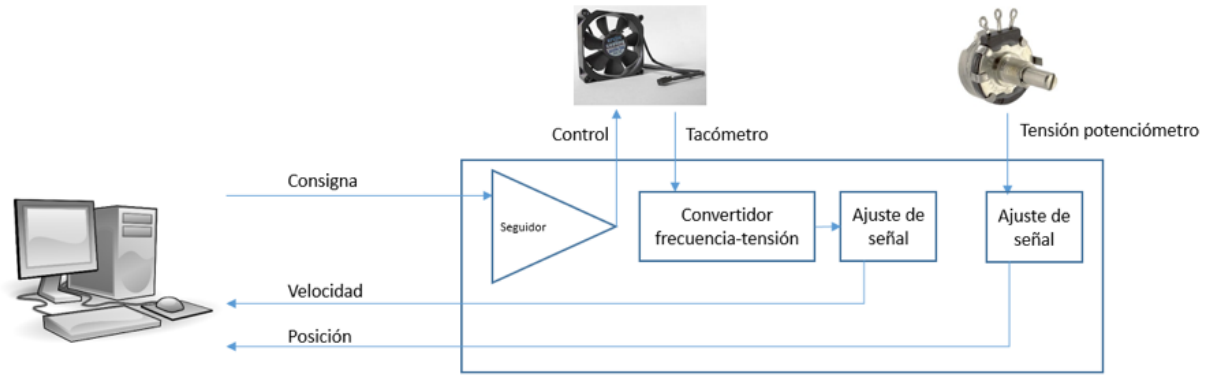 Control
Tacómetro
Tensión potenciómetro
Consigna
Seguidor
Convertidor
frecuencia-tensión
Ajuste de
señal
Ajuste de
señal
Velocidad
Posición